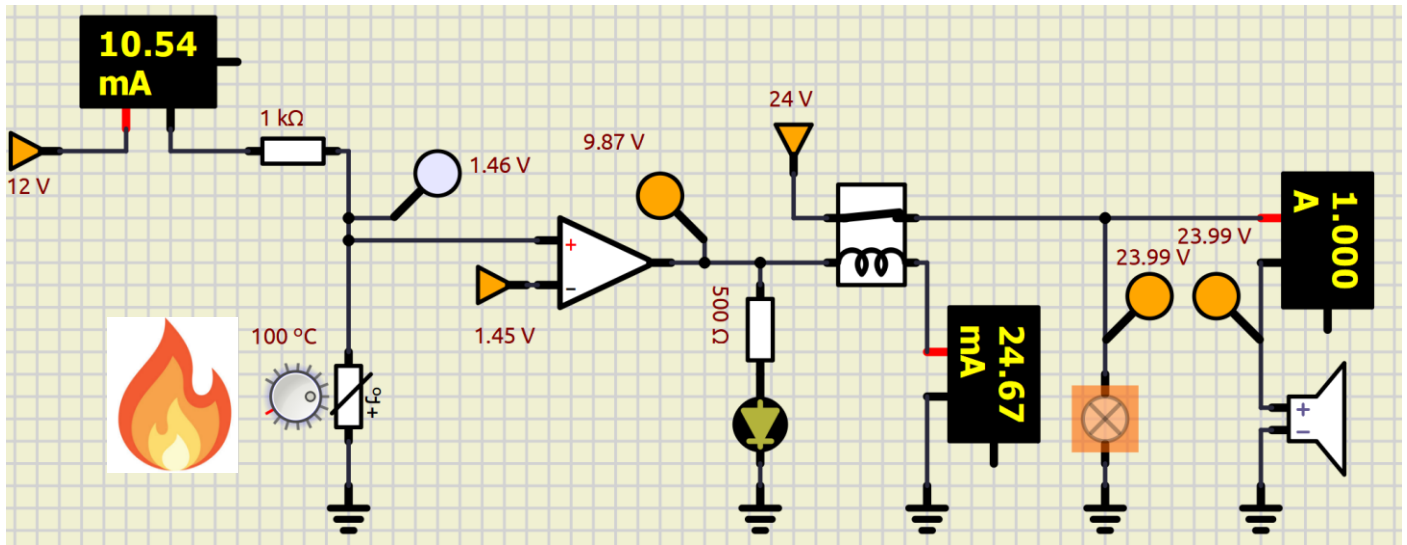 10.54
mA
12 V
1 kΩ
1.46 V
9.87 V
24 V
+
−
1.45 V
500 Ω
100 °C
+t°
24.67
mA
23.99 V
23.99 V
1.000
A
+
−